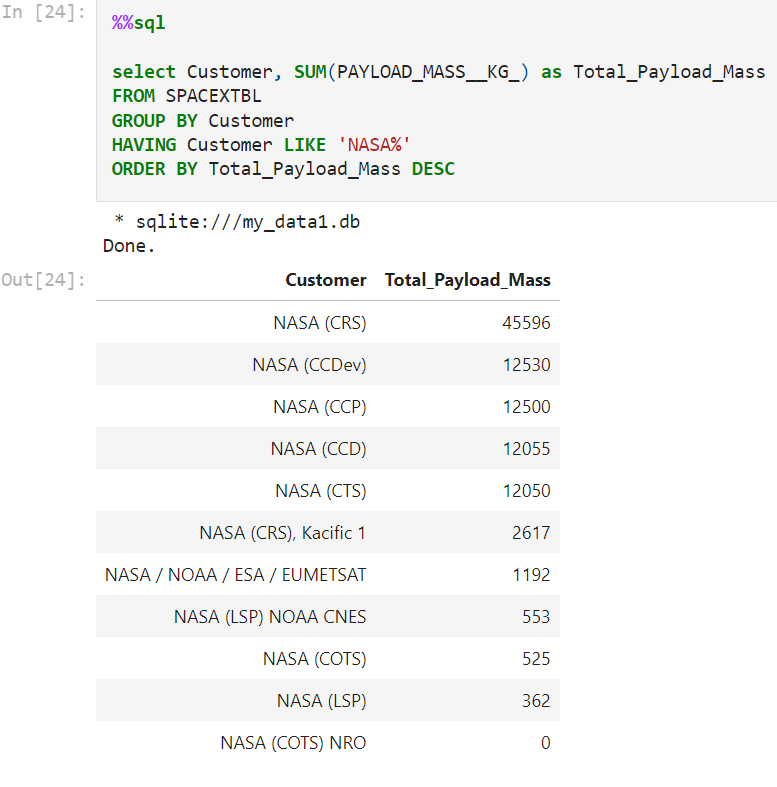 In [24]: %%sql
select Customer, SUM(PAYLOAD_MASS__KG_) as Total_Payload_Mass
FROM SPACEXTBL
GROUP BY Customer
HAVING Customer LIKE 'NASA%'
ORDER BY Total_Payload_Mass DESC
* sqlite:///my_data1.db
Done.
Out[24]: Customer Total_Payload_Mass
NASA (CRS) 45596
NASA (CCDev) 12530
NASA (CCP) 12500
NASA (CCD) 12055
NASA (CTS) 12050
NASA (CRS), Kacific 1 2617
NASA / NOAA / ESA / EUMETSAT 1192
NASA (LSP) NOAA CNES 553
NASA (COTS) 525
NASA (LSP) 362
NASA (COTS) NRO 0